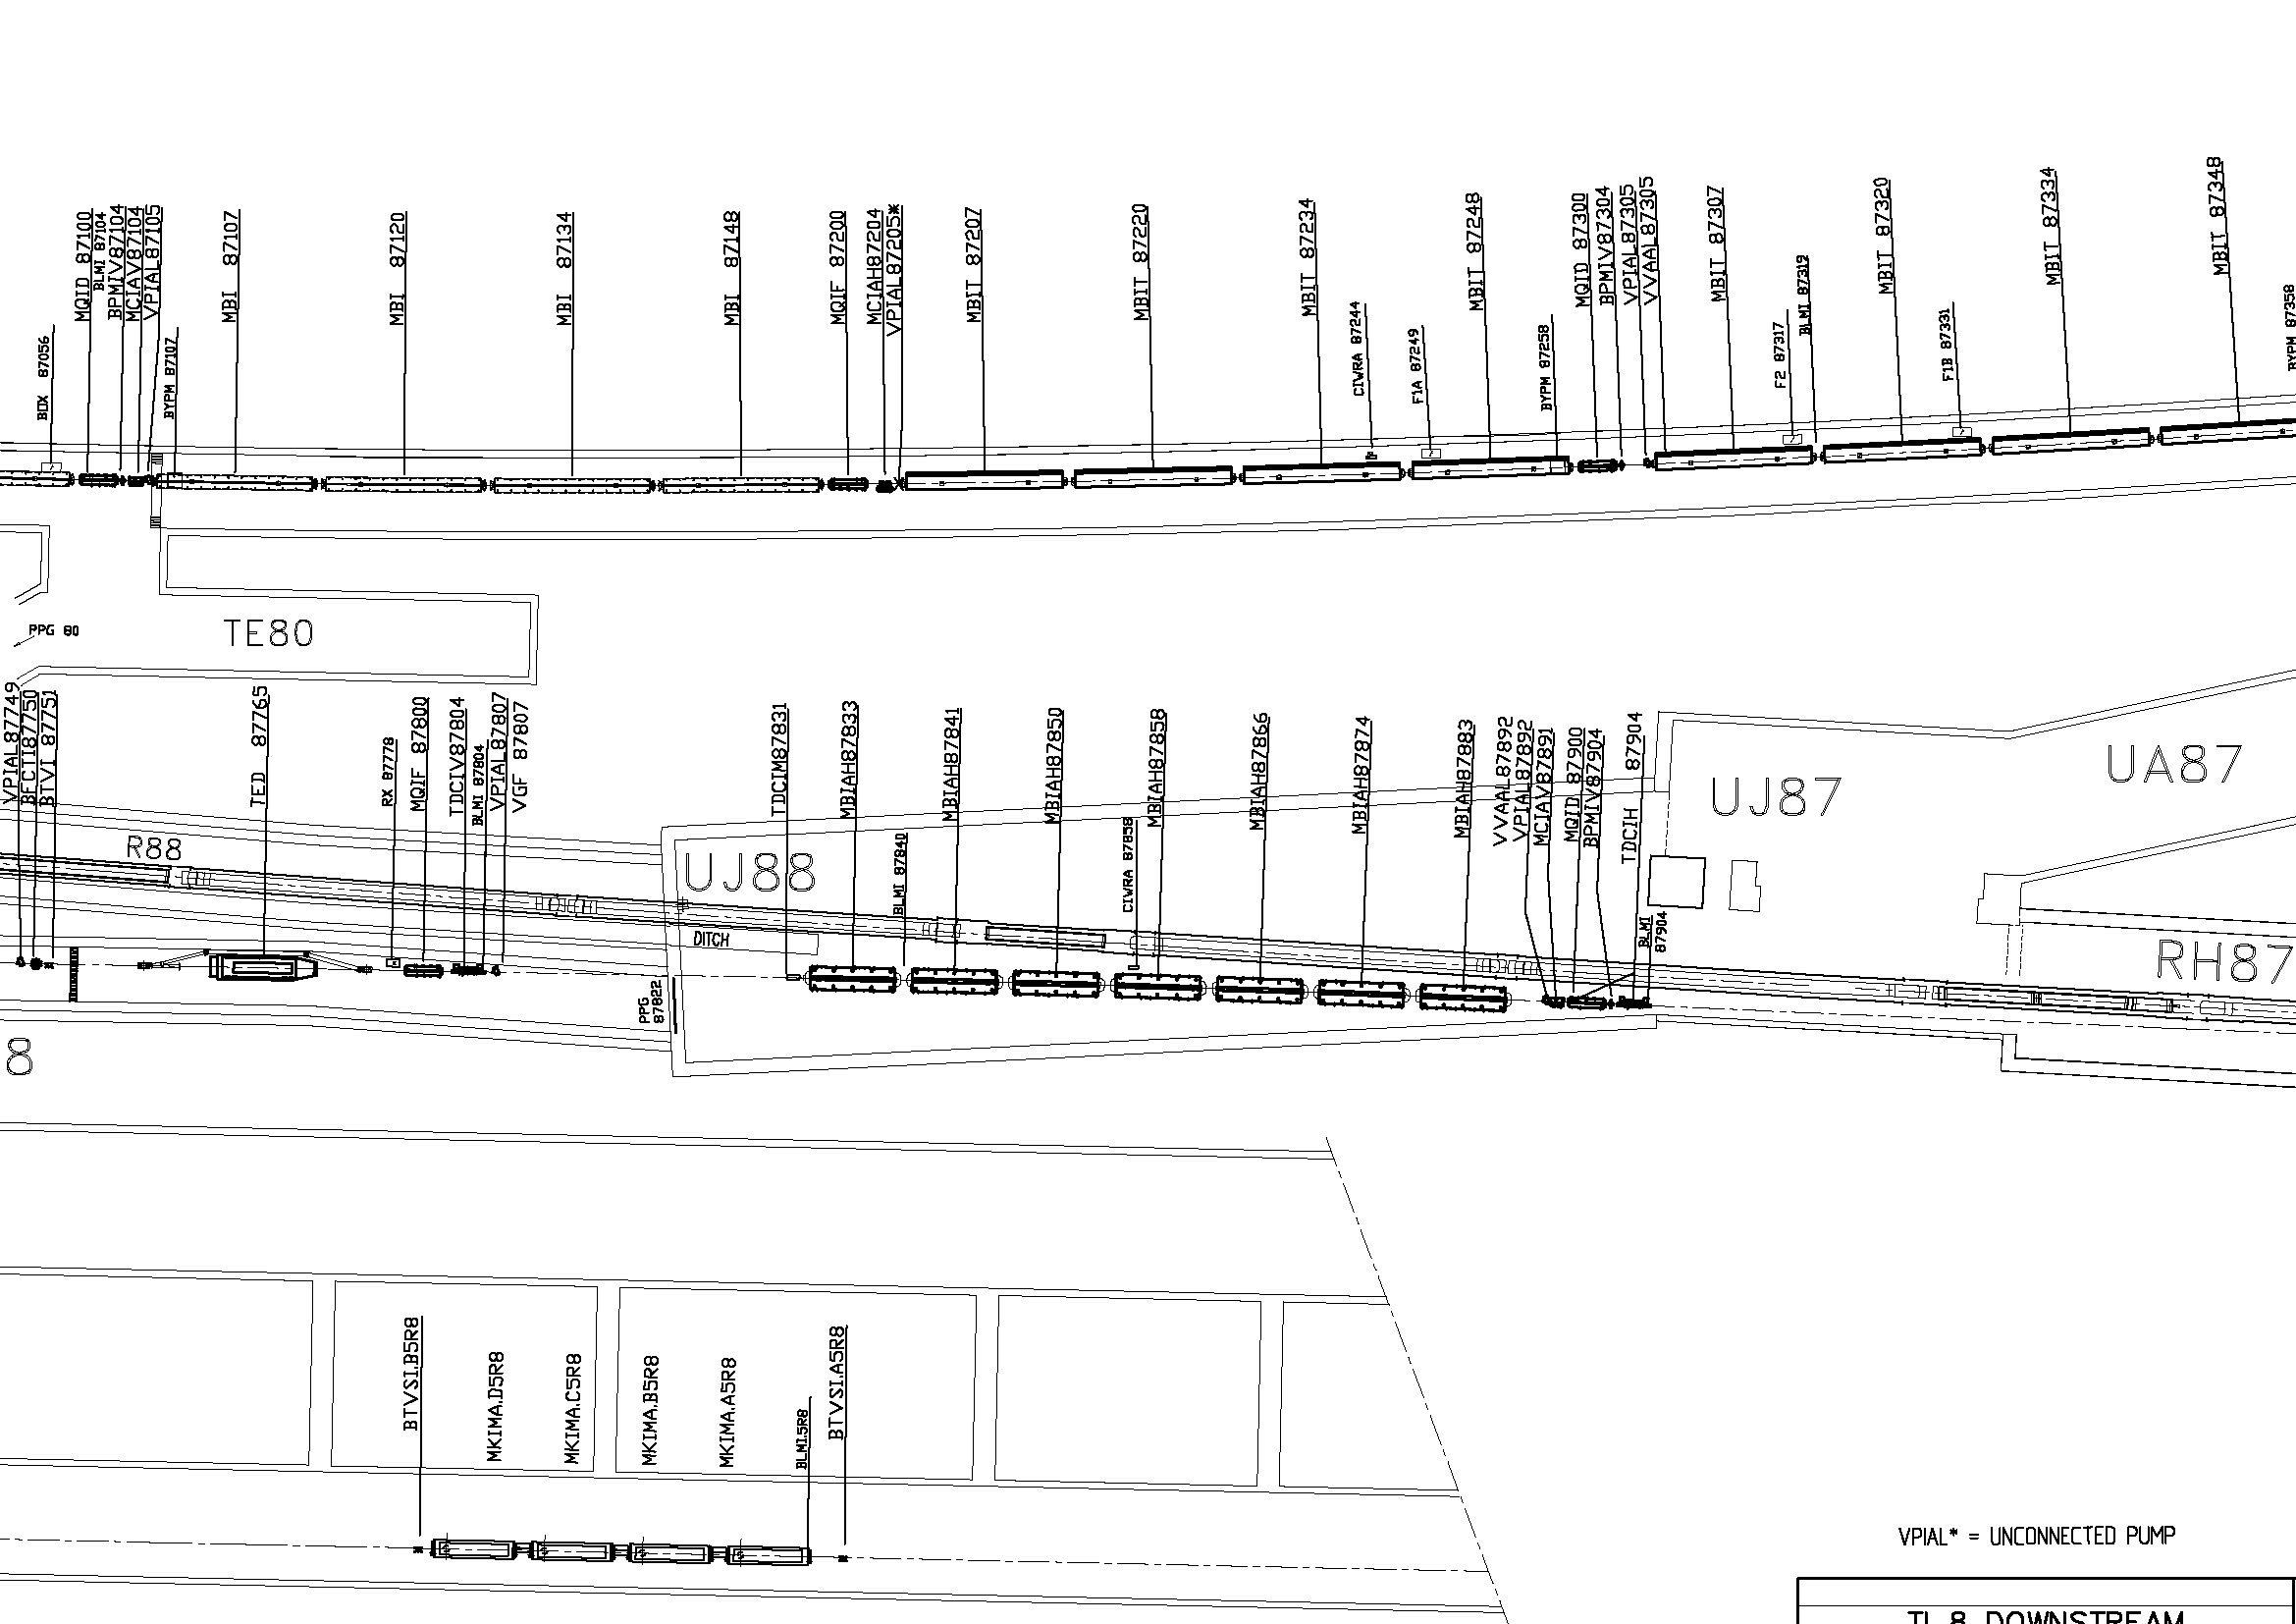 MQID 87100
BLMI 87104
BPMIV87104
MCIAV87104
VPIAL87105
MBI 87107
MBI 87120
MBI 87134
MBI 87148
MQIF 87200
MCIAH87204
VPIAL87205*
MBIT 87207
MBIT 87220
MBIT 87234
MBIT 87248
MQID 87300
BPMIV87304
VPIAL87305
VVAAL87305
MBIT 87307
MBIT 87320
MBIT 87334
MBIT 87348
BOX 87056
BYPM 87107
CIWRA 87244
F1A 87249
BYPM 87258
F2 87317
BLMI 87319
F1B 87331
BYPM 87358
PPG 80
TE80
VPIAL87749
BFCTI87750
BTVI 87751
TED 87765
RX 87778
MQIF 87800
TDCIV87804
BLMI 87804
VPIAL87807
VGF 87807
TDCIM87831
MBIAH87833
BLMI 87840
MBIAH87841
MBIAH87850
CIWRA 87858
MBIAH87858
MBIAH87866
MBIAH87874
MBIAH87883
VVAAL87892
VPIAL87892
MCIAV87891
MQID 87900
BPMIV87904
TDCIH 87904
BLMI
87904
UJ87
UA87
R88
UJ88
DITCH
RH87
PPG
87822
8
BTVSI.B5R8
MKIMA.D5R8
MKIMA.C5R8
MKIMA.B5R8
MKIMA.A5R8
BLMI.5R8
BTVSI.A5R8
VPIAL* = UNCONNECTED PUMP
TL 8 DOWNSTREAM